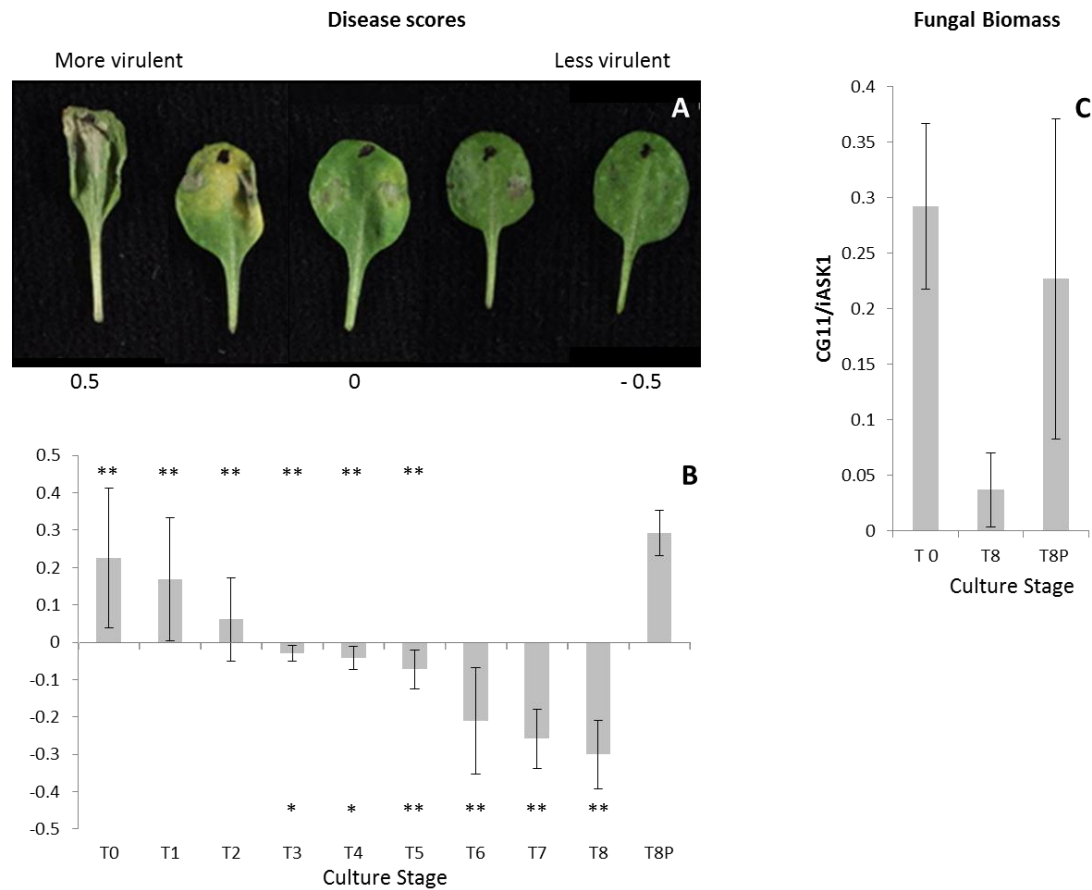 Disease scores
More virulent
Less virulent
A
0.5
0
- 0.5
0.5
0.4
0.3
0.2
0.1
0
-0.1
-0.2
-0.3
-0.4
-0.5
** ** ** ** ** **
B
* * ** ** ** **
T0 T1 T2 T3 T4 T5 T6 T7 T8 T8P
Culture Stage
Fungal Biomass
C
CG11/iASK1
0.4
0.35
0.3
0.25
0.2
0.15
0.1
0.05
0
T 0 T8 T8P
Culture Stage